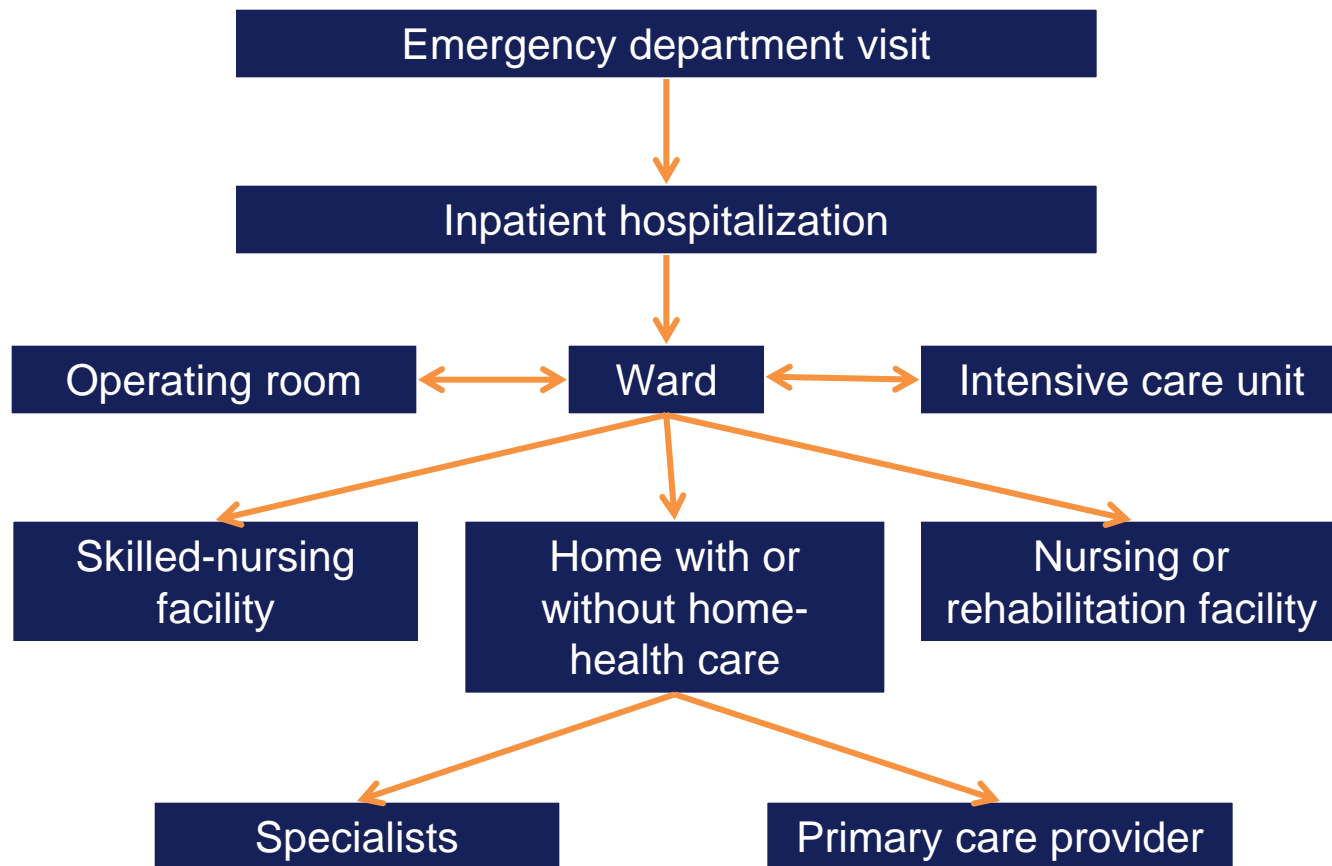 Emergency department visit
Inpatient hospitalization
Operating room
Ward
Intensive care unit
Skilled-nursing
facility
Home with or
without home-
health care
Nursing or
rehabilitation facility
Specialists
Primary care provider